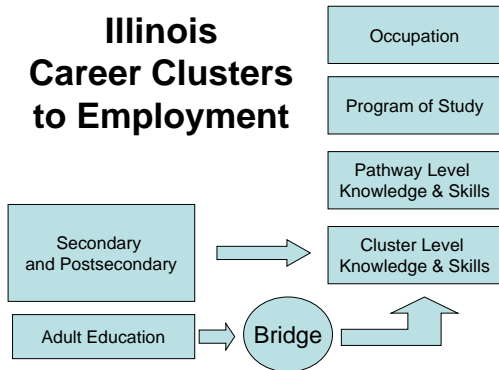 Illinois
Career Clusters
to Employment
Occupation
Program of Study
Pathway Level
Knowledge & Skills
Secondary
and Postsecondary
Cluster Level
Knowledge & Skills
Adult Education
Bridge